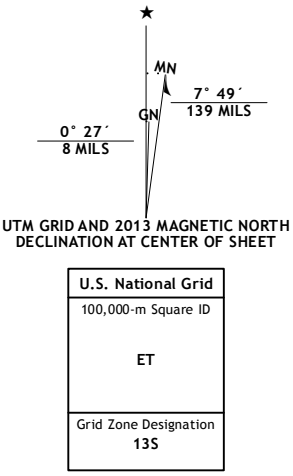 ★
MN
7° 49´
139 MILS
GN
0° 27´
8 MILS
UTM GRID AND 2013 MAGNETIC NORTH
DECLINATION AT CENTER OF SHEET
U.S. National Grid
100,000-m Square ID
ET
Grid Zone Designation
13S